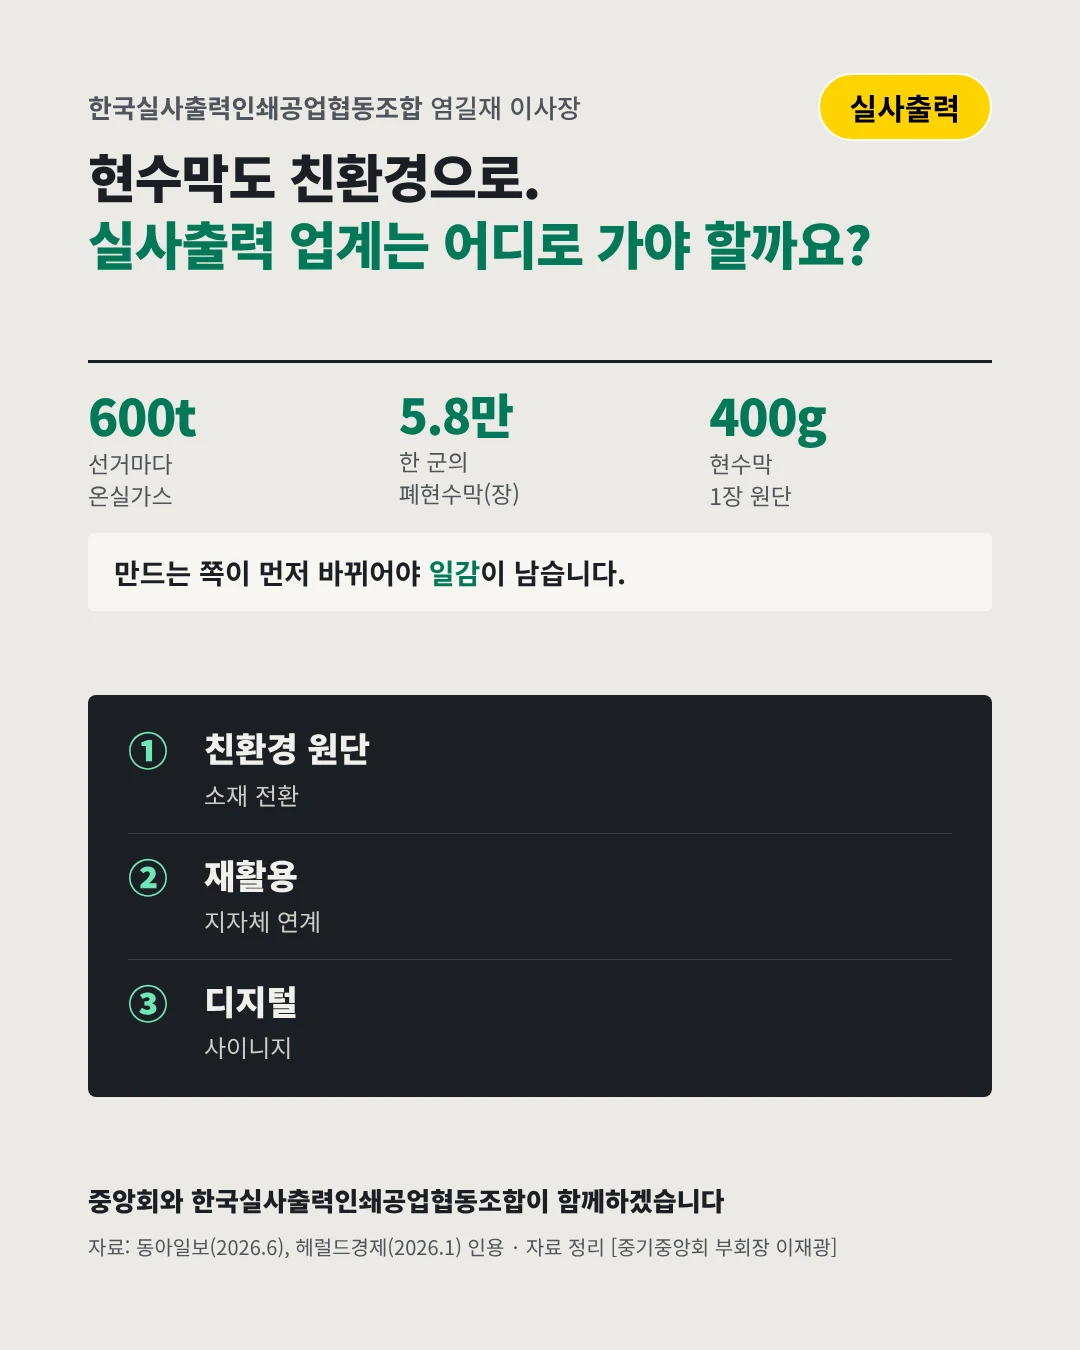 한국실사출력인쇄공업협동조합 염길재 이사장
실사출력
현수막도 친환경으로.
실사출력 업계는 어디로 가야 할까요?
600t
선거마다
온실가스
5.8만
한 군의
폐현수막(장)
400g
현수막
1장 원단
만드는 쪽이 먼저 바뀌어야 일감이 남습니다.
① 친환경 원단
소재 전환
② 재활용
지자체 연계
③ 디지털
사이니지
중앙회와 한국실사출력인쇄공업협동조합이 함께하겠습니다
자료: 동아일보(2026.6), 헤럴드경제(2026.1) 인용 · 자료 정리 [중기중앙회 부회장 이재광]